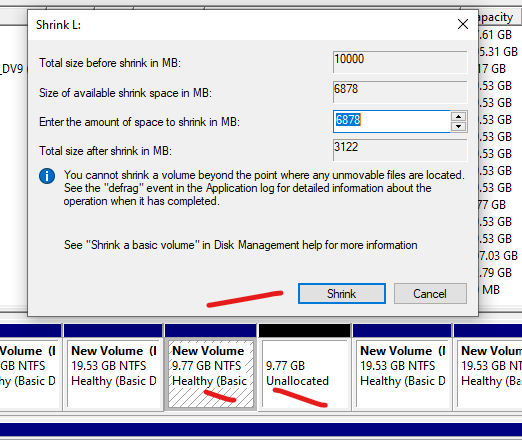 Shrink L:
apacity
Total size before shrink in MB:
10000
Size of available shrink space in MB:
6878
Enter the amount of space to shrink in MB:
6878
Total size after shrink in MB:
3122
You cannot shrink a volume beyond the point where any unmovable files are located.
See the "defrag" event in the Application log for detailed information about the
operation when it has completed.
See "Shrink a basic volume" in Disk Management help for more information
Shrink
Cancel
_DV9
.61 GB
5.31 GB
17 GB
.53 GB
.53 GB
.53 GB
.53 GB
.53 GB
.53 GB
.77 GB
.53 GB
.53 GB
7.03 GB
.79 GB
MB
Volume (I
GB NTFS
Healthy (Basic D
New Volume (I
19.53 GB NTFS
Healthy (Basic D
New Volume
9.77 GB NTFS
Healthy (Basic
9.77 GB
Unallocated
New Volume (I
19.53 GB NTFS
Healthy (Basic D
New Volume (I
19.53 GB NTFS
Healthy (Basic D